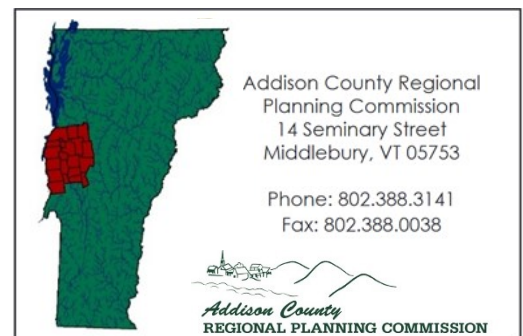 Addison County Regional
Planning Commission
14 Seminary Street
Middlebury, VT 05753
Phone: 802.388.3141
Fax: 802.388.0038
Addison County
REGIONAL PLANNING COMMISSION